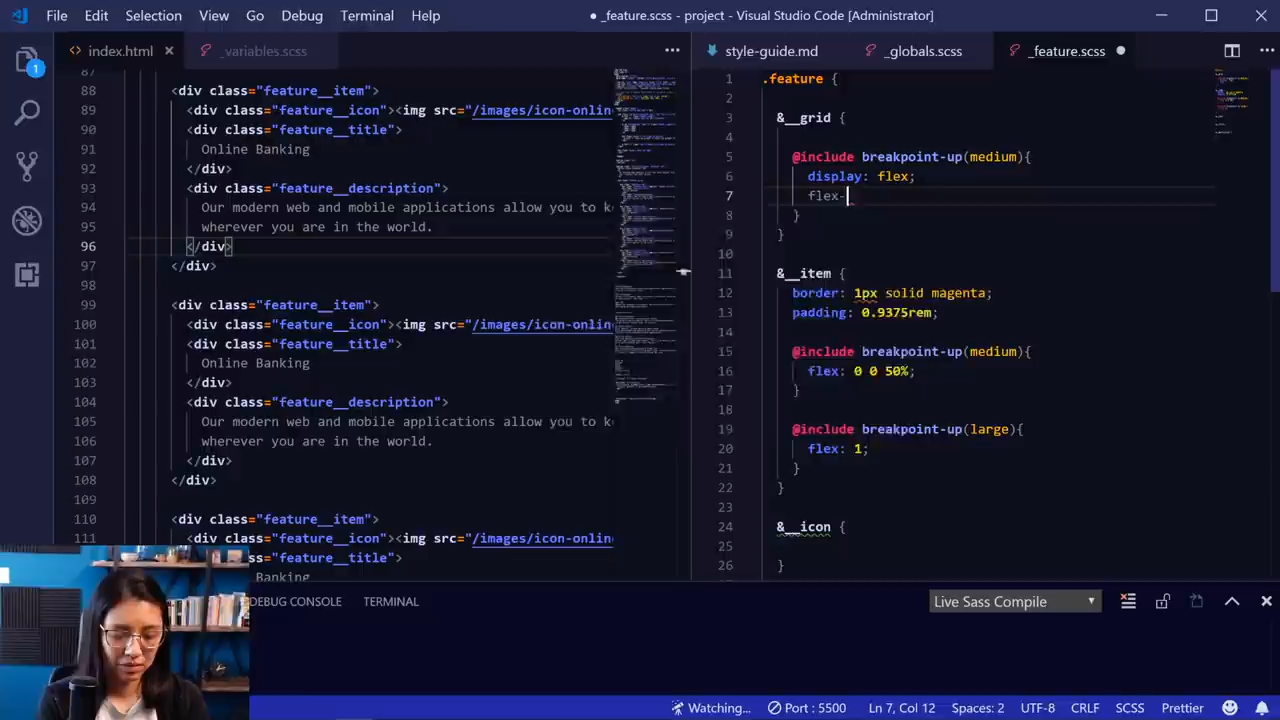 File Edit Selection View Go Debug Terminal Help
● _feature.scss - project - Visual Studio Code [Administrator]
1
<> index.html ×
_variables.scss
style-guide.md
_globals.scss
_feature.scss ●
87
88 <div class="feature__item">
89 <div class="feature__icon"><img src="/images/icon-onlin
90 <div class="feature__title">
91 Online Banking
92 </div>
93 <div class="feature__description">
94 Our modern web and mobile applications allow you to k
95 wherever you are in the world.
96 </div>
97 </div>
98
99 <div class="feature__item">
100 <div class="feature__icon"><img src="/images/icon-onlin
101 <div class="feature__title">
102 Online Banking
103 </div>
104 <div class="feature__description">
105 Our modern web and mobile applications allow you to k
106 wherever you are in the world.
107 </div>
108 </div>
109
110 <div class="feature__item">
111 <div class="feature__icon"><img src="/images/icon-onlin
ss="feature__title">
Banking
1 .feature {
2
3 &__grid {
4
5 @include breakpoint-up(medium){
6 display: flex;
7 flex-
8 }
9 }
10
11 &__item {
12 border: 1px solid magenta;
13 padding: 0.9375rem;
14
15 @include breakpoint-up(medium){
16 flex: 0 0 50%;
17 }
18
19 @include breakpoint-up(large){
20 flex: 1;
21 }
22 }
23
24 &__icon {
25
26 }
DEBUG CONSOLE TERMINAL
Live Sass Compile
Watching... Port : 5500 Ln 7, Col 12 Spaces: 2 UTF-8 CRLF SCSS Prettier